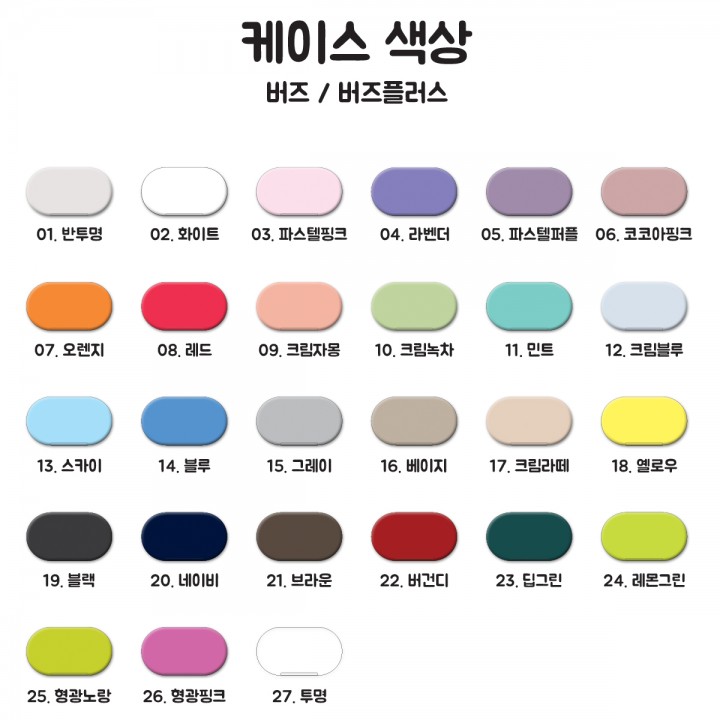 케이스 색상
버즈 / 버즈플러스
01. 반투명
02. 화이트
03. 파스텔핑크
04. 라벤더
05. 파스텔퍼플
06. 코코아핑크
07. 오렌지
08. 레드
09. 크림자몽
10. 크림녹차
11. 민트
12. 크림블루
13. 스카이
14. 블루
15. 그레이
16. 베이지
17. 크림라떼
18. 옐로우
19. 블랙
20. 네이비
21. 브라운
22. 버건디
23. 딥그린
24. 레몬그린
25. 형광노랑
26. 형광핑크
27. 투명